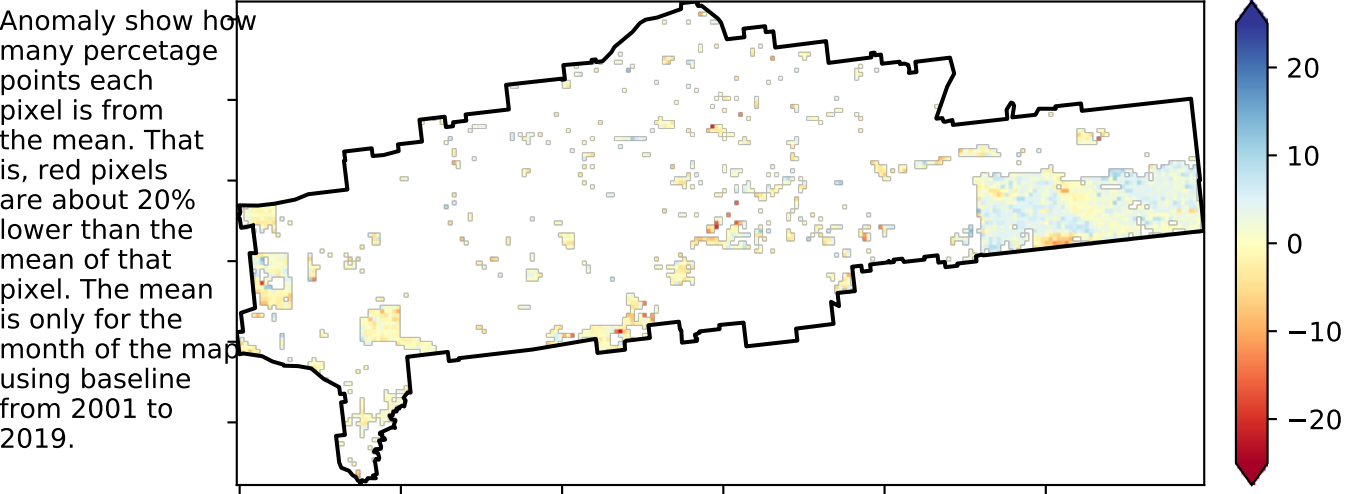 Anomaly show how
many percetage
points each
pixel is from
the mean. That
is, red pixels
are about 20%
lower than the
mean of that
pixel. The mean
is only for the
month of the map
using baseline
from 2001 to
2019.
20
10
0
−10
−20